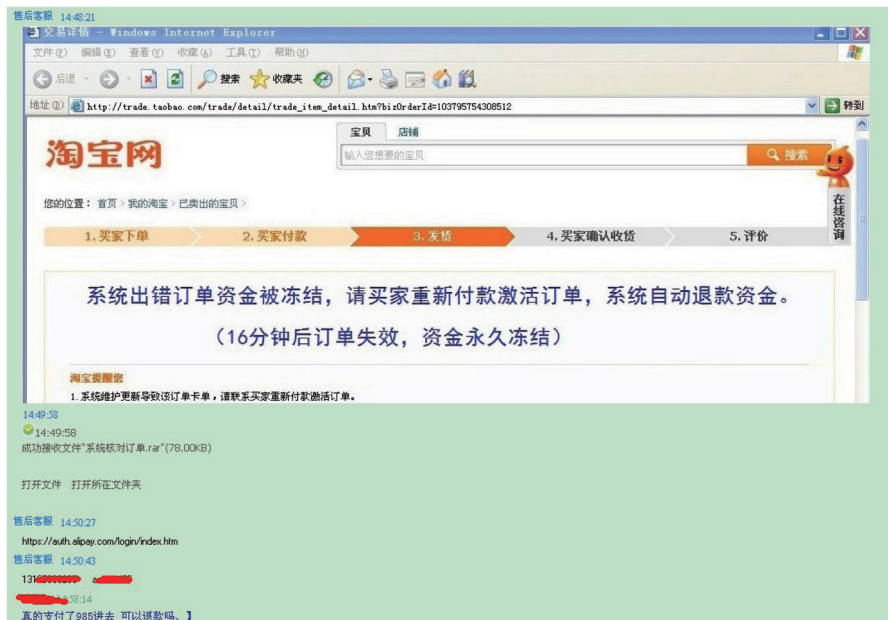 售后客服 14:48:21
交易详情 - Windows Internet Explorer
文件(F) 编辑(E) 查看(V) 收藏(A) 工具(T) 帮助(H)
后退 搜索 收藏夹
地址(D) http://trade.taobao.com/trade/detail/trade_item_detail.htm?bizOrderId=103795754308512 转到
宝贝 店铺
淘宝网
输入您想要的宝贝 搜索
在线咨询
您的位置： 首页 > 我的淘宝 > 已卖出的宝贝 >
1.买家下单 2.买家付款 3.发货 4.买家确认收货 5.评价
系统出错订单资金被冻结，请买家重新付款激活订单，系统自动退款资金。
（16分钟后订单失效，资金永久冻结）
淘宝提醒您
1.系统维护更新导致该订单卡单，请联系买家重新付款激活订单。
14:49:58
14:49:58
成功接收文件"系统核对订单.rar"(78.00KB)
打开文件 打开所在文件夹
售后客服 14:50:27
https://auth.alipay.com/login/index.htm
售后客服 14:50:43
131
:58:14
真的支付了985进去 可以退款吗、】